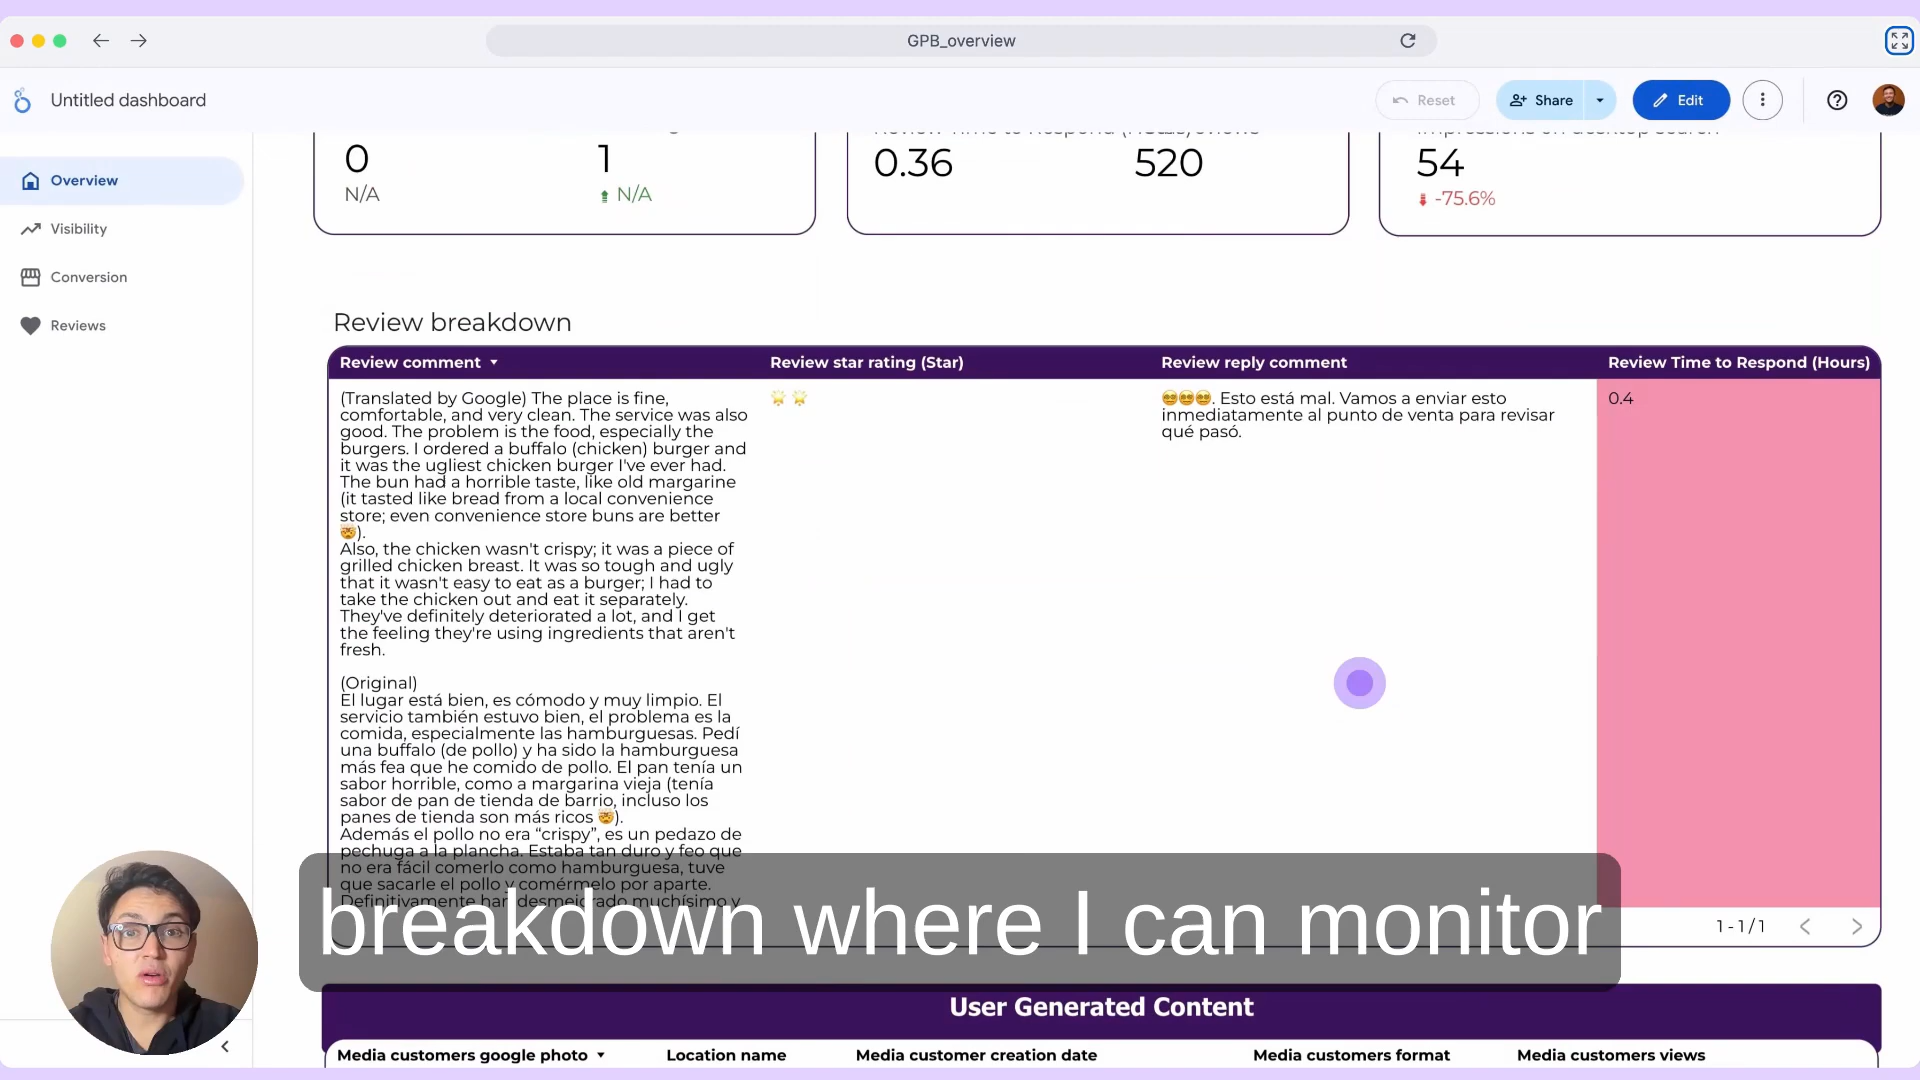 GPB_overview
Untitled dashboard
Reset
Share
Edit
Overview
Visibility
Conversion
Reviews
0
N/A
1
N/A
Review Time to Respond (Hours)
0.36
520
Impressions on desktop search
54
-75.6%
Review breakdown
Review comment
Review star rating (Star)
Review reply comment
Review Time to Respond (Hours)
(Translated by Google) The place is fine,
comfortable, and very clean. The service was also
good. The problem is the food, especially the
burgers. I ordered a buffalo (chicken) burger and
it was the ugliest chicken burger I've ever had.
The bun had a horrible taste, like old margarine
(it tasted like bread from a local convenience
store; even convenience store buns are better
🤯).
Also, the chicken wasn't crispy; it was a piece of
grilled chicken breast. It was so tough and ugly
that it wasn't easy to eat as a burger; I had to
take the chicken out and eat it separately.
They've definitely deteriorated a lot, and I get
the feeling they're using ingredients that aren't
fresh.
(Original)
El lugar está bien, es cómodo y muy limpio. El
servicio también estuvo bien, el problema es la
comida, especialmente las hamburguesas. Pedí
una buffalo (de pollo) y ha sido la hamburguesa
más fea que he comido de pollo. El pan tenía un
sabor horrible, como a margarina vieja (tenía
sabor de pan de tienda de barrio, incluso los
panes de tienda son más ricos 🤯).
Además el pollo no era “crispy”, es un pedazo de
pechuga a la plancha. Estaba tan duro y feo que
no era fácil comerlo como hamburguesa, tuve
que sacarle el pollo y comérmelo por aparte.
Definitivamente han desmejorado muchísimo y
🌟 🌟
😵‍💫😵‍💫😵‍💫. Esto está mal. Vamos a enviar esto
inmediatamente al punto de venta para revisar
qué pasó.
0.4
1 - 1 / 1
breakdown where I can monitor
User Generated Content
Media customers google photo
Location name
Media customer creation date
Media customers format
Media customers views